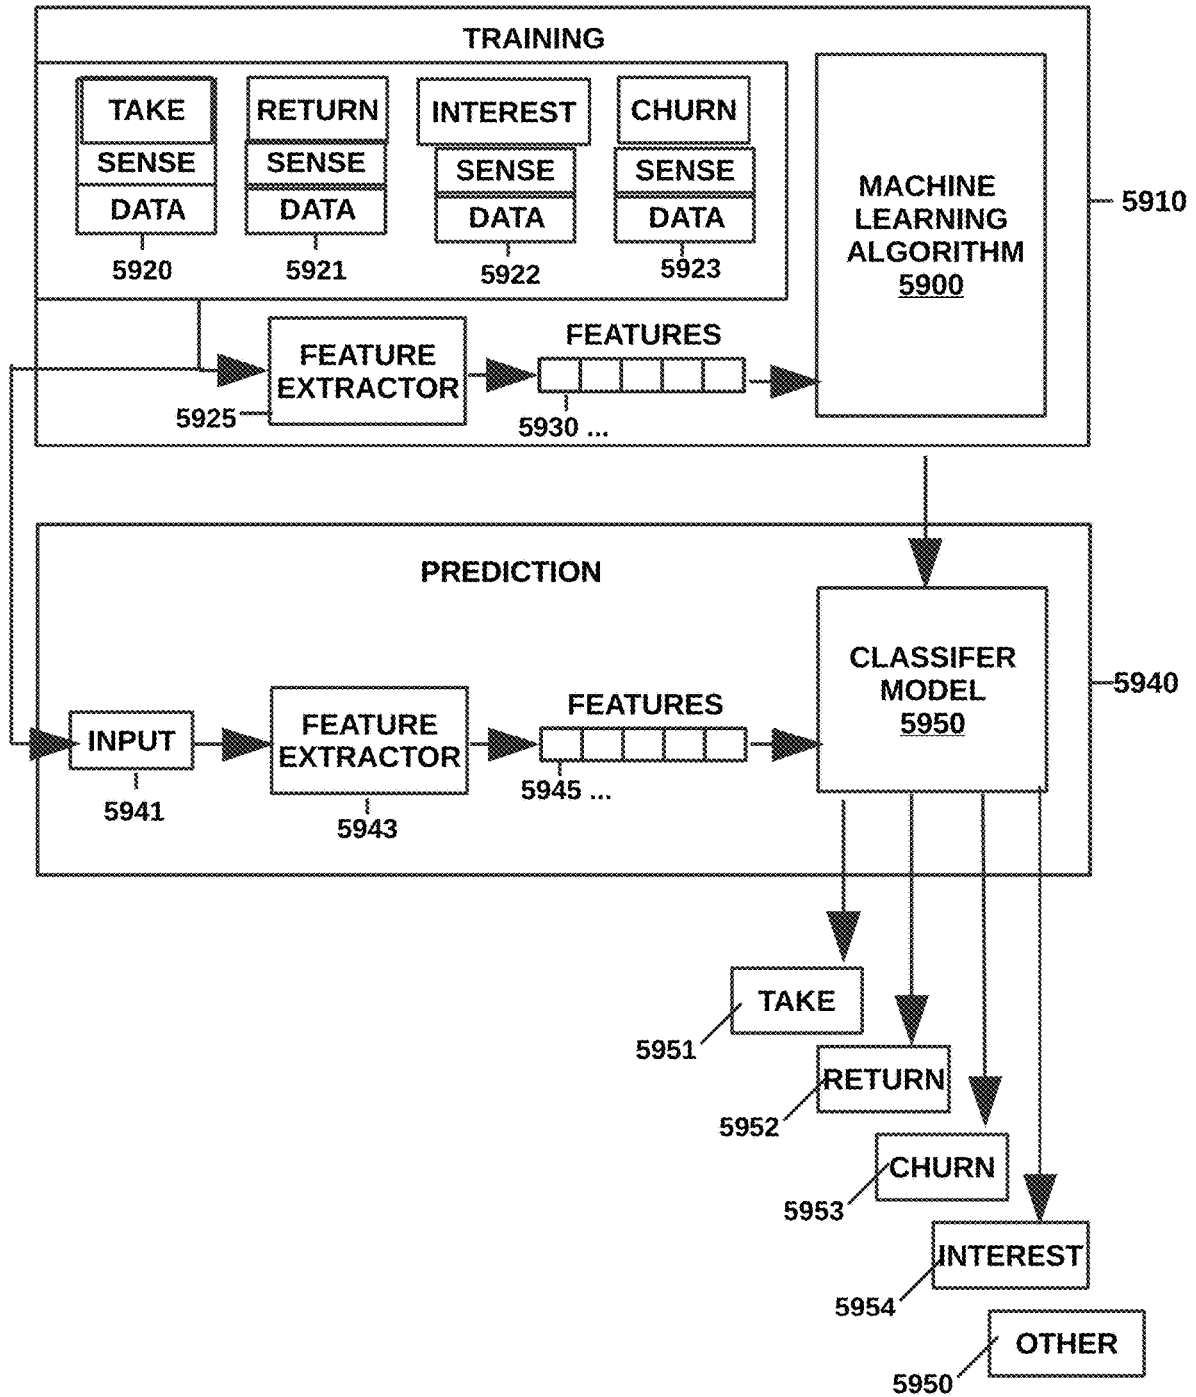 TRAINING
TAKE
SENSE
DATA
5920
RETURN
SENSE
DATA
5921
INTEREST
SENSE
DATA
5922
CHURN
SENSE
DATA
5923
MACHINE
LEARNING
ALGORITHM
5900
5910
FEATURE
EXTRACTOR
5925
FEATURES
5930 ...
PREDICTION
INPUT
5941
FEATURE
EXTRACTOR
5943
FEATURES
5945 ...
CLASSIFER
MODEL
5950
5940
TAKE
5951
RETURN
5952
CHURN
5953
INTEREST
5954
OTHER
5950